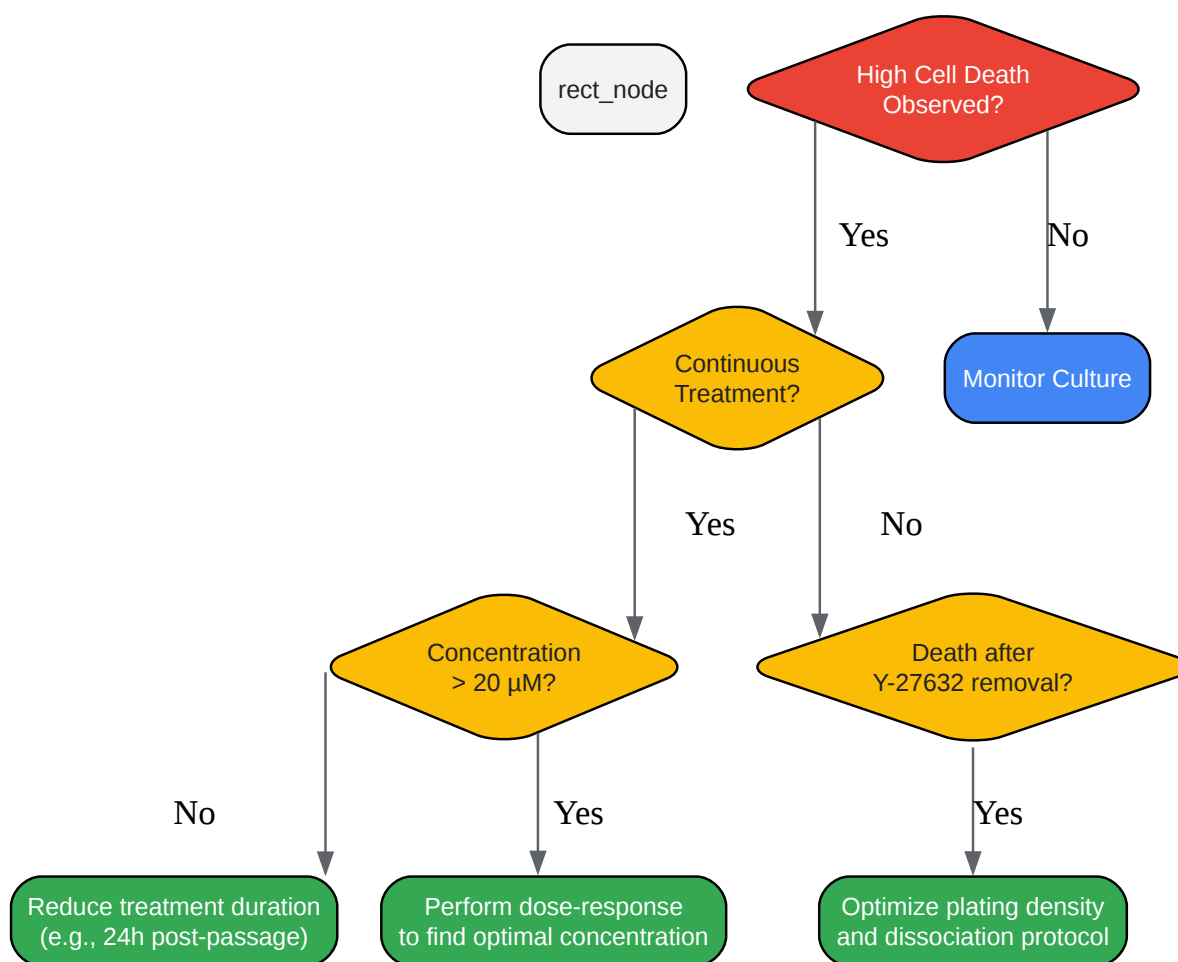 rect_node
High Cell Death
Observed?
Yes
No
Continuous
Treatment?
Monitor Culture
Yes
No
Concentration
> 20 µM?
Death after
Y-27632 removal?
No
Yes
Yes
Reduce treatment duration
(e.g., 24h post-passage)
Perform dose-response
to find optimal concentration
Optimize plating density
and dissociation protocol